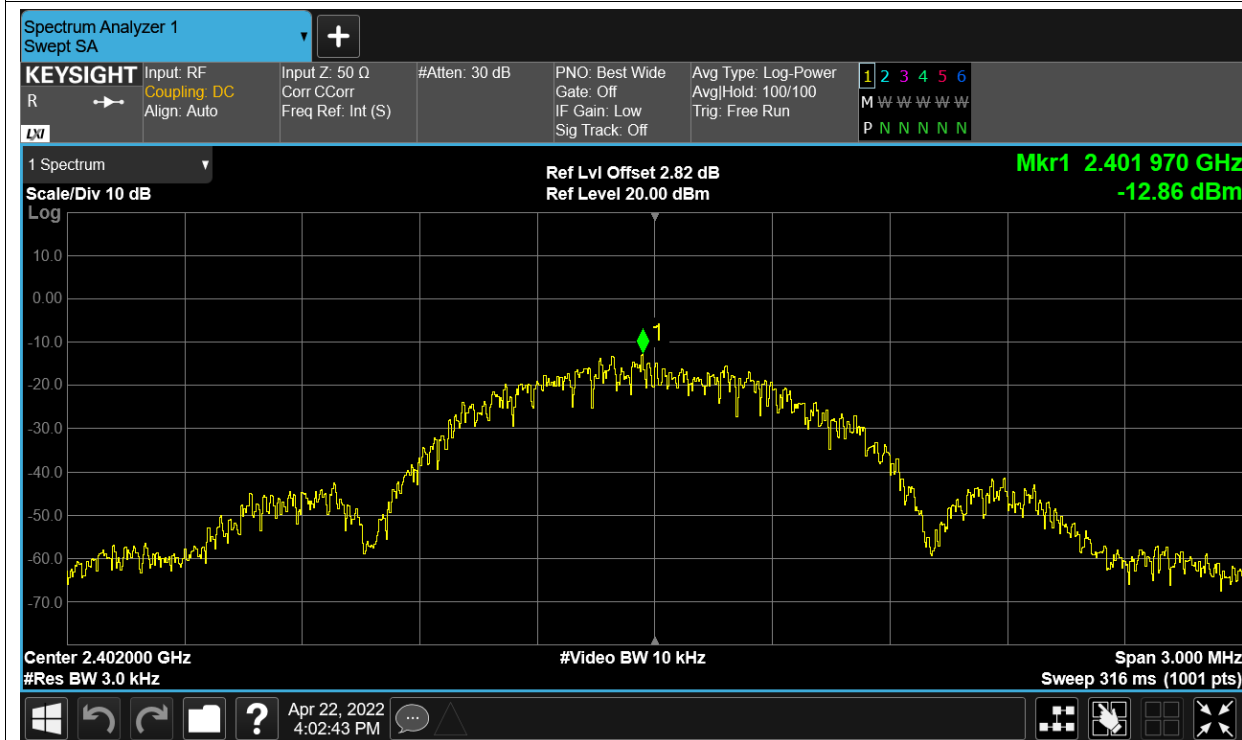 Spectrum Analyzer 1
Swept SA
+
KEYSIGHT
R
LXI
Input: RF
Coupling: DC
Align: Auto
Input Z: 50 Ω
Corr CCorr
Freq Ref: Int (S)
#Atten: 30 dB
PNO: Best Wide
Gate: Off
IF Gain: Low
Sig Track: Off
Avg Type: Log-Power
Avg|Hold: 100/100
Trig: Free Run
1 2 3 4 5 6
M W W W W W
P N N N N N
1 Spectrum
Scale/Div 10 dB
Log
Ref Lvl Offset 2.82 dB
Ref Level 20.00 dBm
Mkr1 2.401 970 GHz
-12.86 dBm
10.0
0.00
-10.0
-20.0
-30.0
-40.0
-50.0
-60.0
-70.0
1
Center 2.402000 GHz
#Res BW 3.0 kHz
#Video BW 10 kHz
Span 3.000 MHz
Sweep 316 ms (1001 pts)
?
Apr 22, 2022
4:02:43 PM